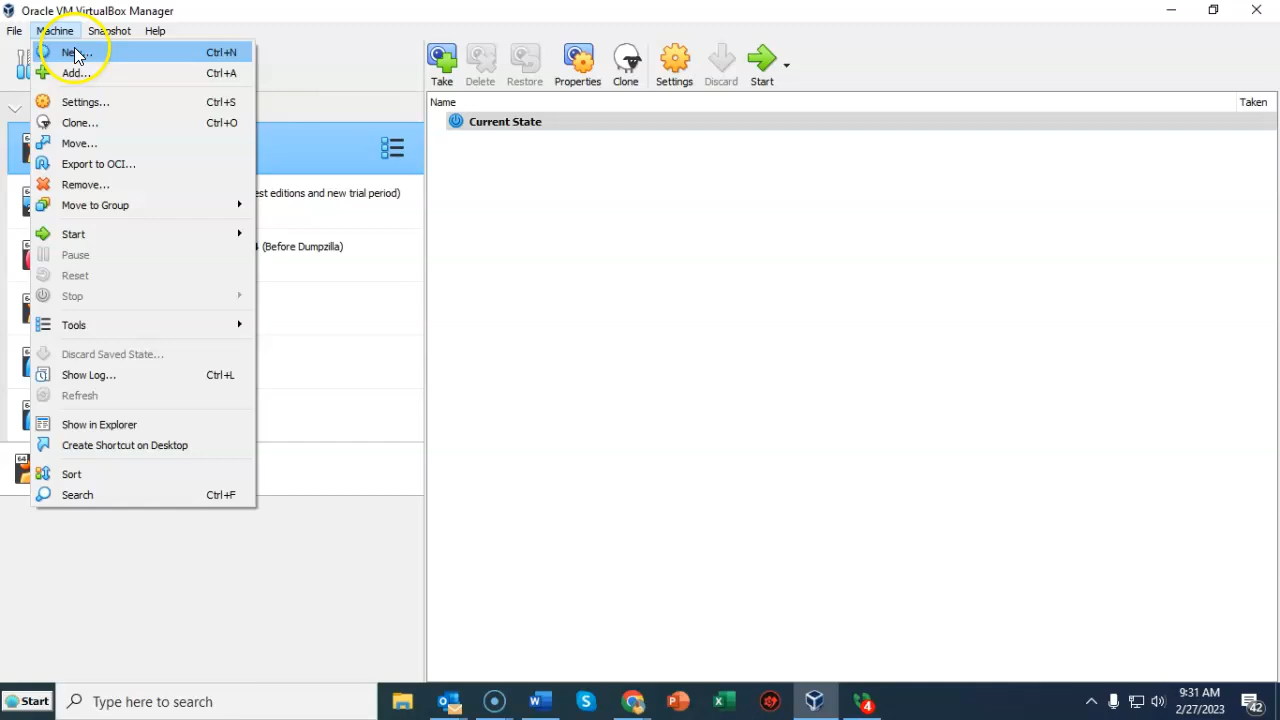 Oracle VM VirtualBox Manager
File Machine Snapshot Help
Take Delete Restore Properties Clone Settings Discard Start
New... Ctrl+N
Add... Ctrl+A
Settings... Ctrl+S
Clone... Ctrl+O
Move...
Export to OCI...
Remove...
Move to Group
Start
Pause
Reset
Stop
Tools
Discard Saved State...
Show Log... Ctrl+L
Refresh
Show in Explorer
Create Shortcut on Desktop
Sort
Search Ctrl+F
est editions and new trial period)
4 (Before Dumpzilla)
64
Name Taken
Current State
Start Type here to search
4
9:31 AM
2/27/2023
42